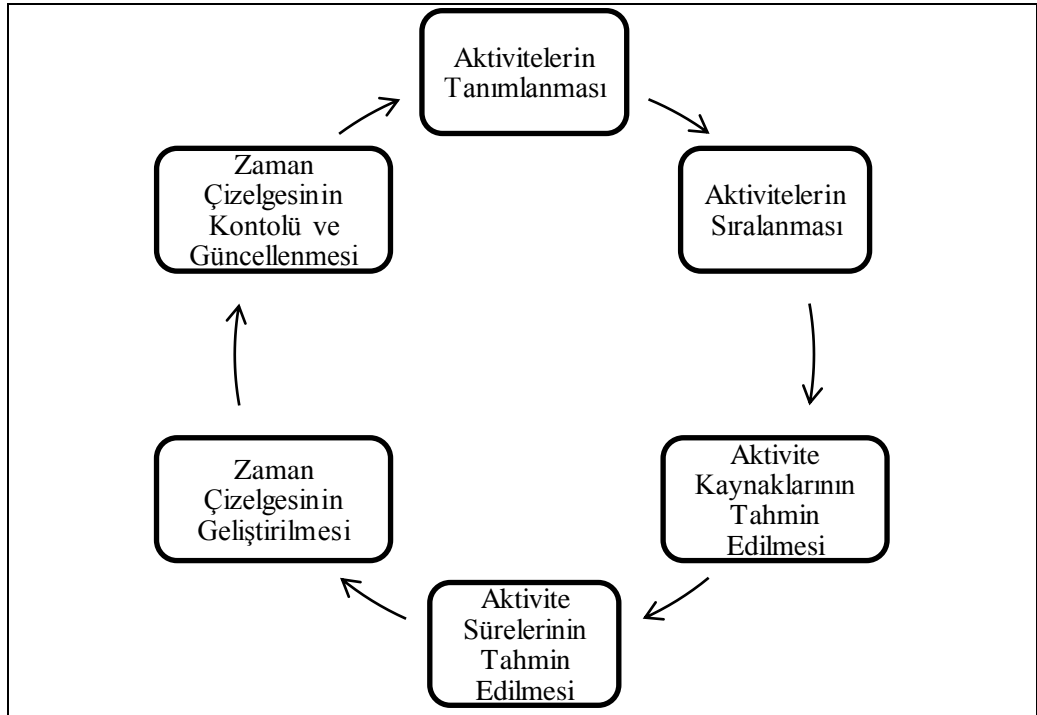 Aktivitelerin
Tanımlanması
Aktivitelerin
Sıralanması
Aktivite
Kaynaklarının
Tahmin
Edilmesi
Aktivite
Sürelerinin
Tahmin
Edilmesi
Zaman
Çizelgesinin
Geliştirilmesi
Zaman
Çizelgesinin
Kontolü ve
Güncellenmesi